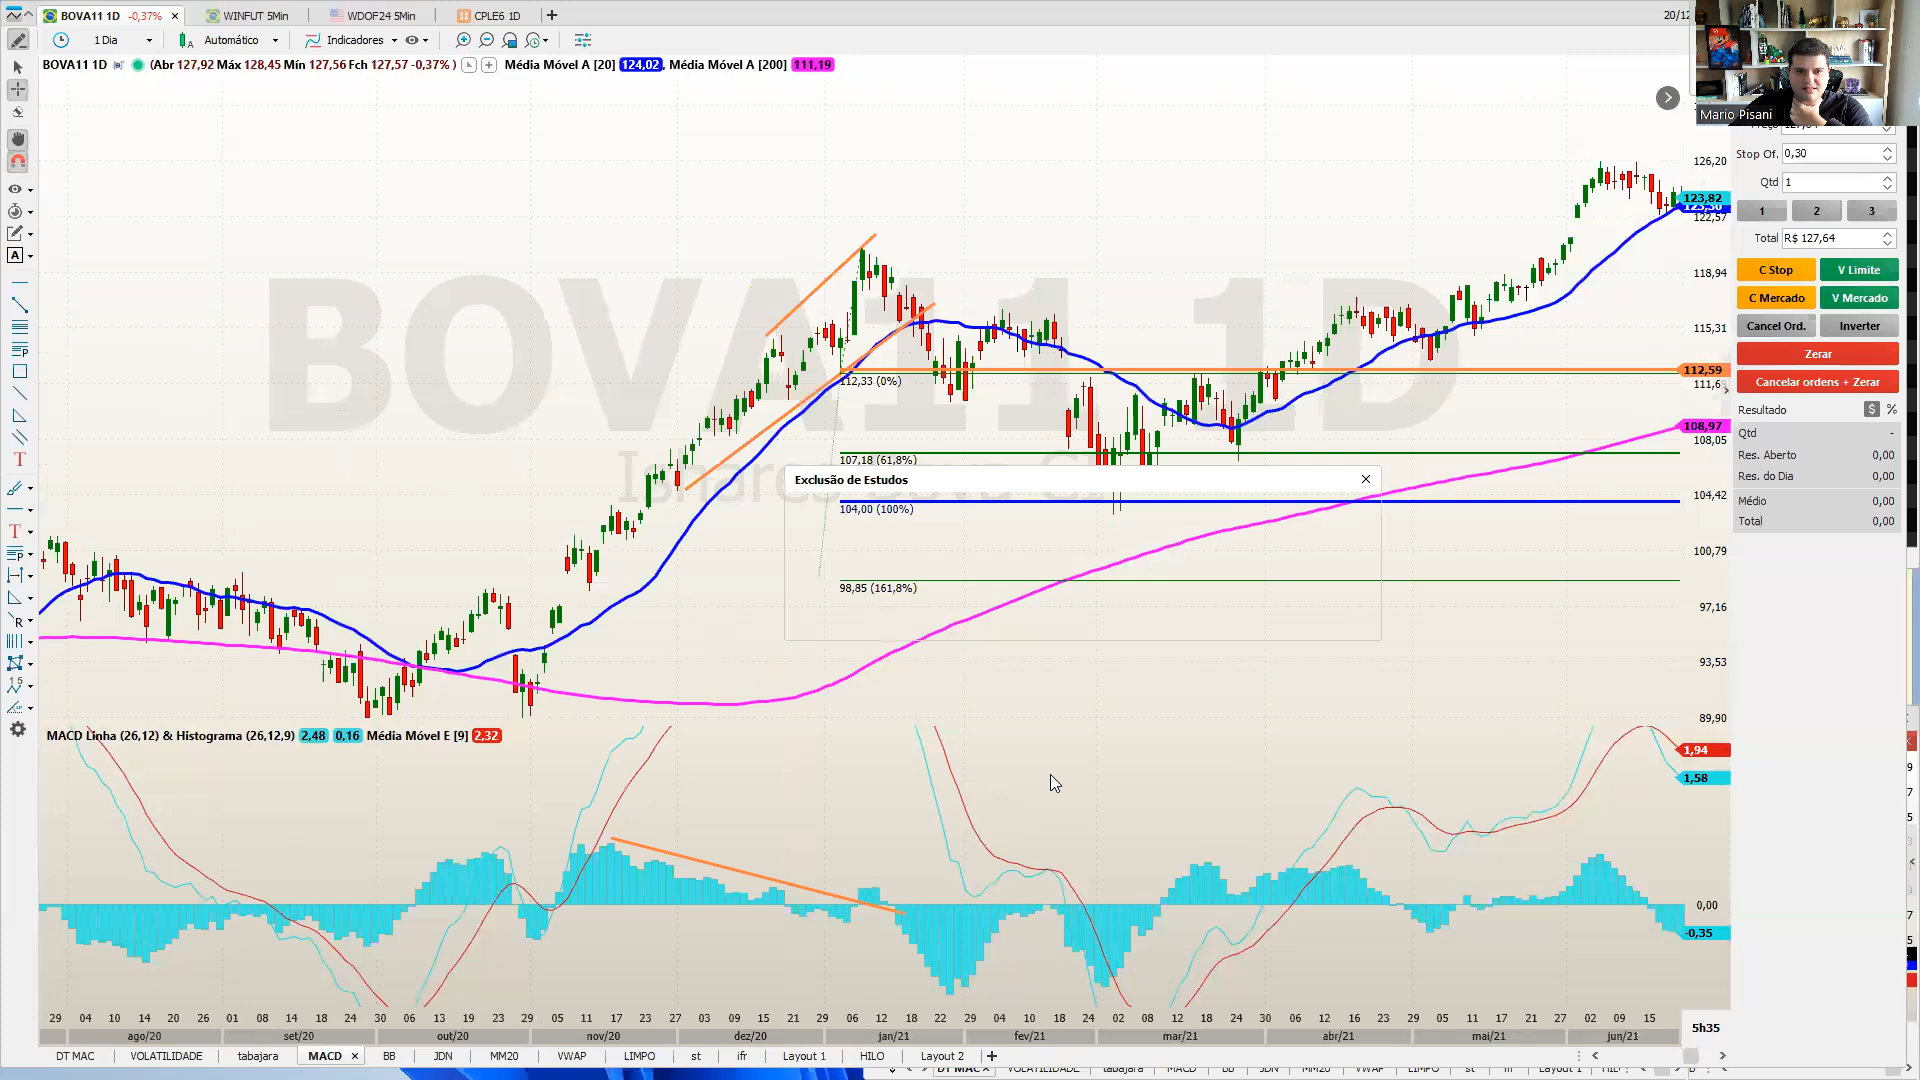 BOVA11 1D -0,37% × WINFUT 5Min WDOF24 5Min CPLE6 1D + 20/12
1 Dia Automático Indicadores
BOVA11 1D (Abr 127,92 Máx 128,45 Mín 127,56 Fch 127,57 -0,37% ) Média Móvel A [20] 124,02, Média Móvel A [200] 111,19
Mario Pisani
Stop Of. 0,30
Qtd 1
1 2 3
Total R$ 127,64
C Stop V Limite
C Mercado V Mercado
Cancel Ord. Inverter
Zerar
Cancelar ordens + Zerar
Resultado $ %
Qtd -
Res. Aberto 0,00
Res. do Dia 0,00
Médio 0,00
Total 0,00
126,20
123,82
122,57
118,94
115,31
112,59
108,97
108,05
104,42
100,79
97,16
93,53
89,90
BOVA11 1D
112,33 (0%)
107,18 (61,8%)
Exclusão de Estudos
104,00 (100%)
98,85 (161,8%)
MACD Linha (26,12) & Histograma (26,12,9) 2,48 0,16 Média Móvel E [9] 2,32
1,94
1,58
0,00
-0,35
29 04 10 14 20 26 01 08 14 18 24 30 06 13 19 23 29 05 11 17 23 27 03 09 15 21 29 06 12 18 22 29 04 10 18 24 02 08 12 18 24 30 06 12 16 23 29 05 11 17 21 27 02 09 15
ago/20 set/20 out/20 nov/20 dez/20 jan/21 fev/21 mar/21 abr/21 mai/21 jun/21
5h35
DT MAC VOLATILIDADE tabajara MACD × BB JDN MM20 VWAP LIMPO st ifr Layout 1 HILO Layout 2 +